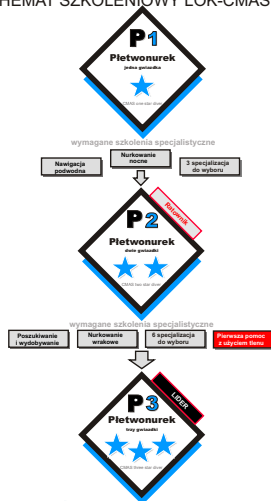 HEMAT SZKOLENIOWY LOK-CMAS
P1
Płetwonurek
jedna gwiazdka
CMAS one star diver
wymagane szkolenia specjalistyczne
Nawigacja
podwodna
Nurkowanie
nocne
3 specjalizacja
do wyboru
Ratownik
P2
Płetwonurek
dwie gwiazdki
CMAS two star diver
wymagane szkolenia specjalistyczne
Poszukiwanie
i wydobywanie
Nurkowanie
wrakowe
6 specjalizacja
do wyboru
Pierwsza pomoc
z użyciem tlenu
LIDER
P3
Płetwonurek
trzy gwiazdki
CMAS three star diver